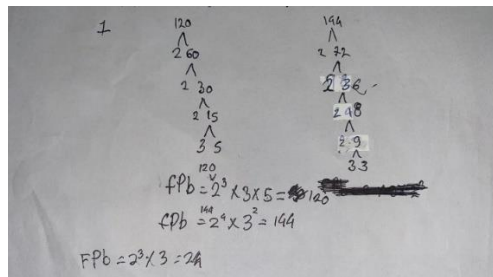 1
120 144
2 60 2 72
2 30 2 36
2 15 2 18
3 5 2 9
3 3
120
FPb = 2³ × 3 × 5 = 120
144
FPb = 2⁴ × 3² = 144
FPb = 2³ × 3 = 24